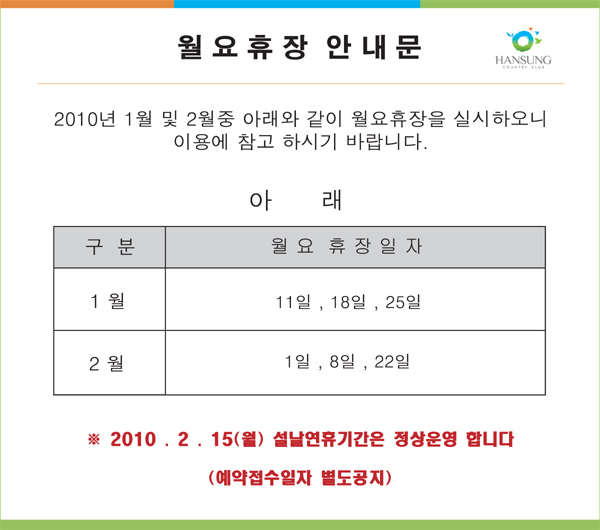 월요휴장 안내문
HANSUNG
COUNTRY CLUB
2010년 1월 및 2월중 아래와 같이 월요휴장을 실시하오니
이용에 참고 하시기 바랍니다.
아 래
구 분 월 요 휴 장 일 자
1 월 11일 , 18일 , 25일
2 월 1일 , 8일 , 22일
※ 2010 . 2 . 15(월) 설날연휴기간은 정상운영 합니다
(예약접수일자 별도공지)